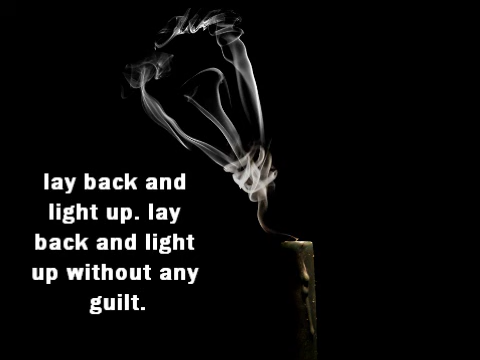 lay back and
light up. lay
back and light
up without any
guilt.